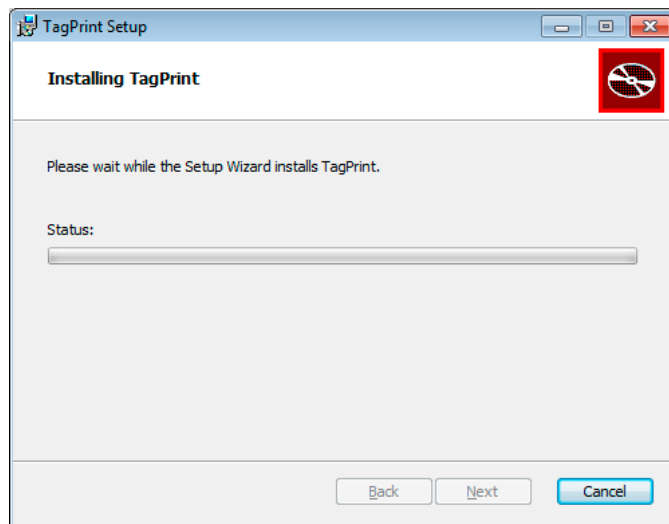 TagPrint Setup
Installing TagPrint
Please wait while the Setup Wizard installs TagPrint.
Status:
Back Next Cancel